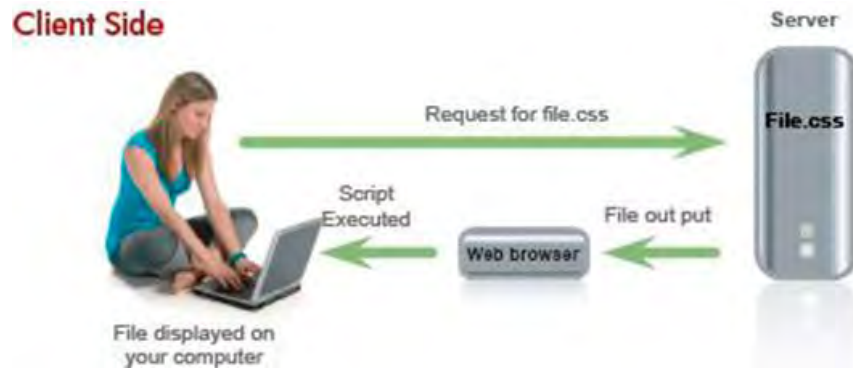 Client Side
Server
Request for file.css
File.css
Script
Executed
File out put
Web browser
File displayed on
your computer